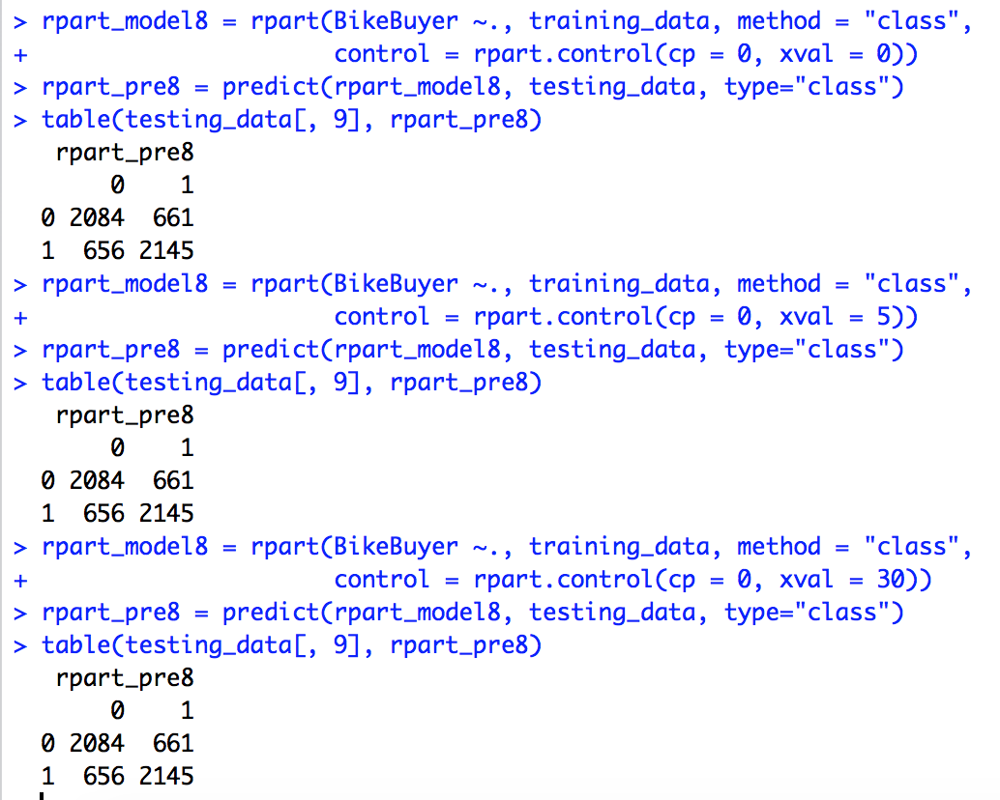 > rpart_model8 = rpart(BikeBuyer ~., training_data, method = "class",
+                      control = rpart.control(cp = 0, xval = 0))
> rpart_pre8 = predict(rpart_model8, testing_data, type="class")
> table(testing_data[, 9], rpart_pre8)
   rpart_pre8
       0    1
  0 2084  661
  1  656 2145
> rpart_model8 = rpart(BikeBuyer ~., training_data, method = "class",
+                      control = rpart.control(cp = 0, xval = 5))
> rpart_pre8 = predict(rpart_model8, testing_data, type="class")
> table(testing_data[, 9], rpart_pre8)
   rpart_pre8
       0    1
  0 2084  661
  1  656 2145
> rpart_model8 = rpart(BikeBuyer ~., training_data, method = "class",
+                      control = rpart.control(cp = 0, xval = 30))
> rpart_pre8 = predict(rpart_model8, testing_data, type="class")
> table(testing_data[, 9], rpart_pre8)
   rpart_pre8
       0    1
  0 2084  661
  1  656 2145